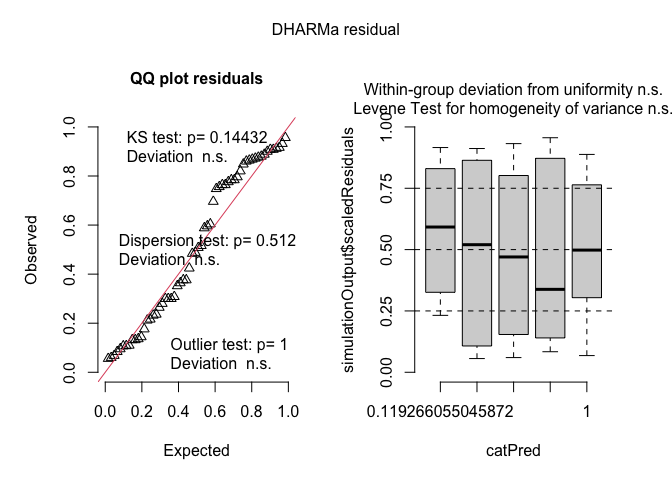 DHARMa residual
QQ plot residuals
Observed
1.0
0.8
0.6
0.4
0.2
0.0
KS test: p= 0.14432
Deviation n.s.
Dispersion test: p= 0.512
Deviation n.s.
Outlier test: p= 1
Deviation n.s.
0.0 0.2 0.4 0.6 0.8 1.0
Expected
Within-group deviation from uniformity n.s.
Levene Test for homogeneity of variance n.s.
simulationOutput$scaledResiduals
1.00
0.75
0.50
0.25
0.00
0.119266055045872 1
catPred